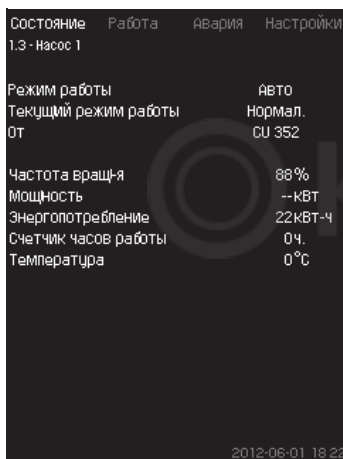 Состояние Работа Авария Настройки
1.3 - Насос 1
Режим работы Авто
Текущий режим работы Нормал.
От CU 352
Частота вращ-я 88%
Мощность --кВт
Энергопотребление 22кВт-ч
Счетчик часов работы 0ч.
Температура 0°C
2012-06-01 18:22